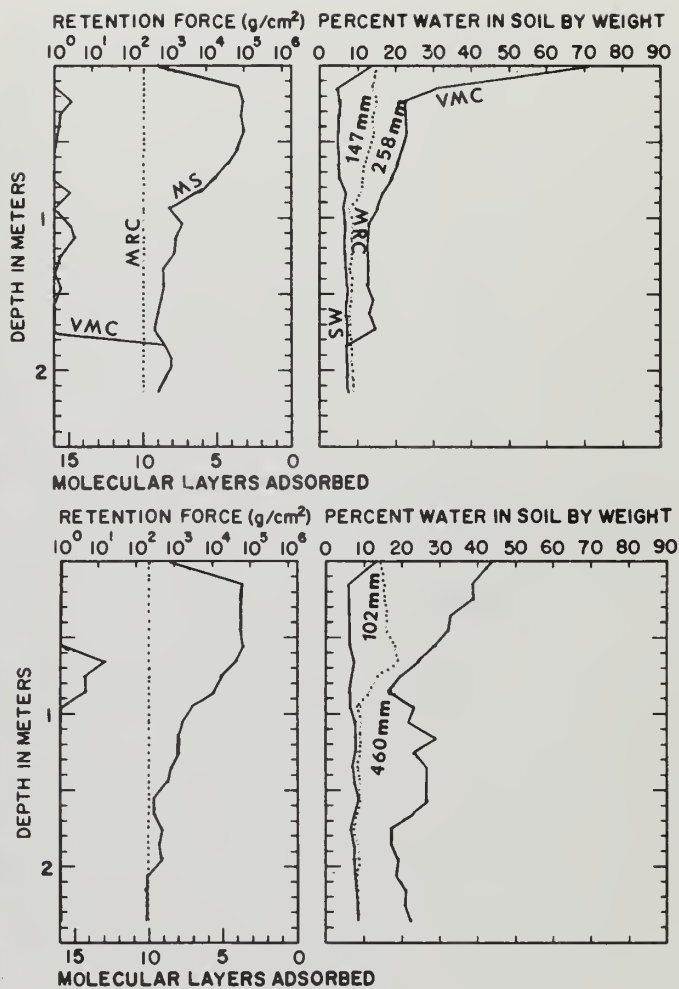 RETENTION FORCE (g/cm²) PERCENT WATER IN SOIL BY WEIGHT
10⁰ 10¹ 10² 10³ 10⁴ 10⁵ 10⁶ 0 10 20 30 40 50 60 70 80 90
VMC
147mm
258mm
MS
MRC
MRC
DEPTH IN METERS
1
MS
VMC
2
15 10 5 0
MOLECULAR LAYERS ADSORBED
RETENTION FORCE (g/cm²) PERCENT WATER IN SOIL BY WEIGHT
10⁰ 10¹ 10² 10³ 10⁴ 10⁵ 10⁶ 0 10 20 30 40 50 60 70 80 90
102mm
460mm
DEPTH IN METERS
1
2
15 10 5 0
MOLECULAR LAYERS ADSORBED